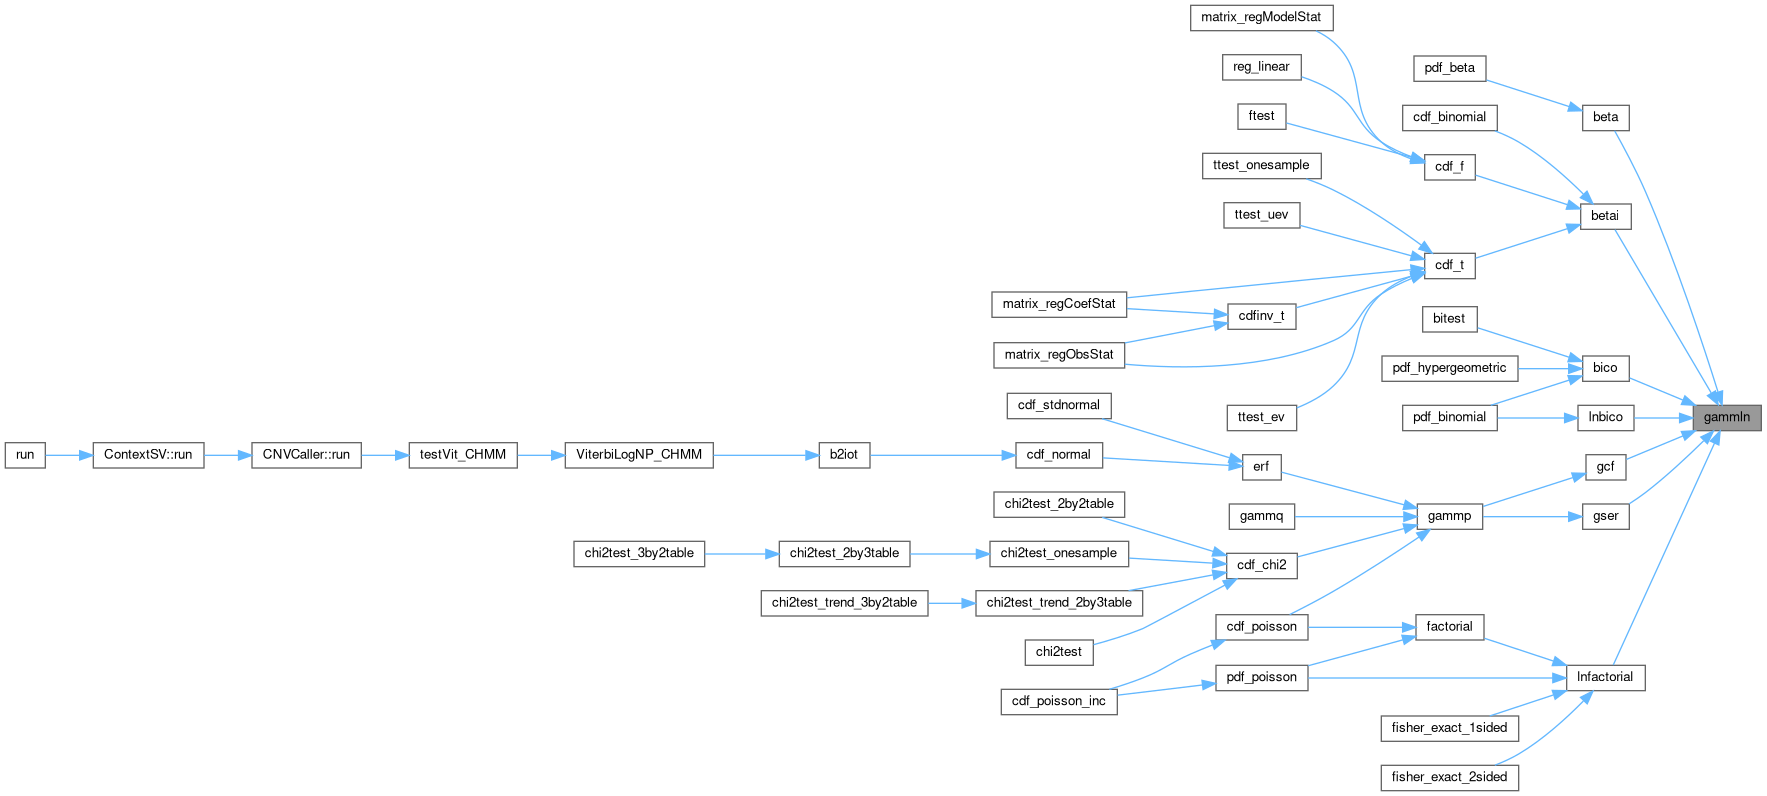 matrix_regModelStat
reg_linear
pdf_beta
ftest
cdf_binomial
beta
ttest_onesample
cdf_f
ttest_uev
betai
cdf_t
matrix_regCoefStat
cdfinv_t
bitest
matrix_regObsStat
pdf_hypergeometric
bico
cdf_stdnormal
ttest_ev
pdf_binomial
lnbico
gammln
run
ContextSV::run
CNVCaller::run
testVit_CHMM
ViterbiLogNP_CHMM
b2iot
cdf_normal
erf
gcf
chi2test_2by2table
gammq
gammp
gser
chi2test_3by2table
chi2test_2by3table
chi2test_onesample
cdf_chi2
chi2test_trend_3by2table
chi2test_trend_2by3table
cdf_poisson
factorial
chi2test
pdf_poisson
lnfactorial
cdf_poisson_inc
fisher_exact_1sided
fisher_exact_2sided